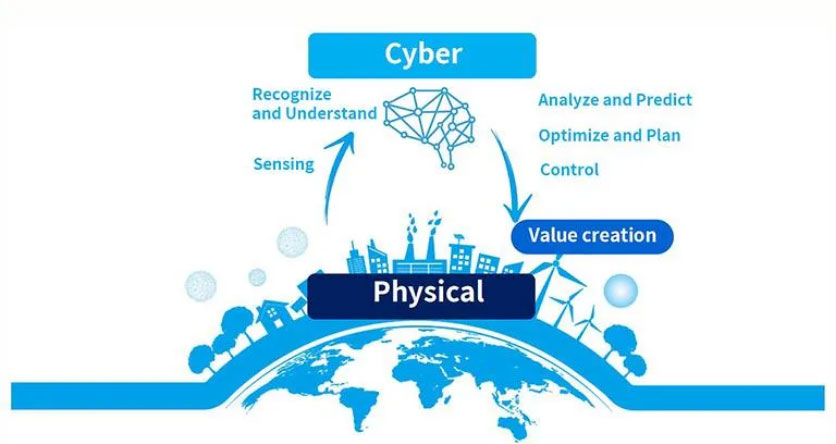 Cyber
Recognize
and Understand
Sensing
Analyze and Predict
Optimize and Plan
Control
Value creation
Physical